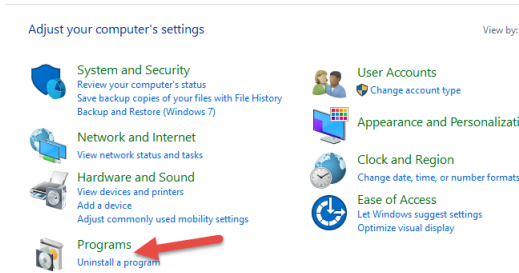 Adjust your computer's settings
View by:
System and Security
Review your computer's status
Save backup copies of your files with File History
Backup and Restore (Windows 7)
Network and Internet
View network status and tasks
Hardware and Sound
View devices and printers
Add a device
Adjust commonly used mobility settings
Programs
Uninstall a program
User Accounts
Change account type
Appearance and Personalizati
Clock and Region
Change date, time, or number formats
Ease of Access
Let Windows suggest settings
Optimize visual display